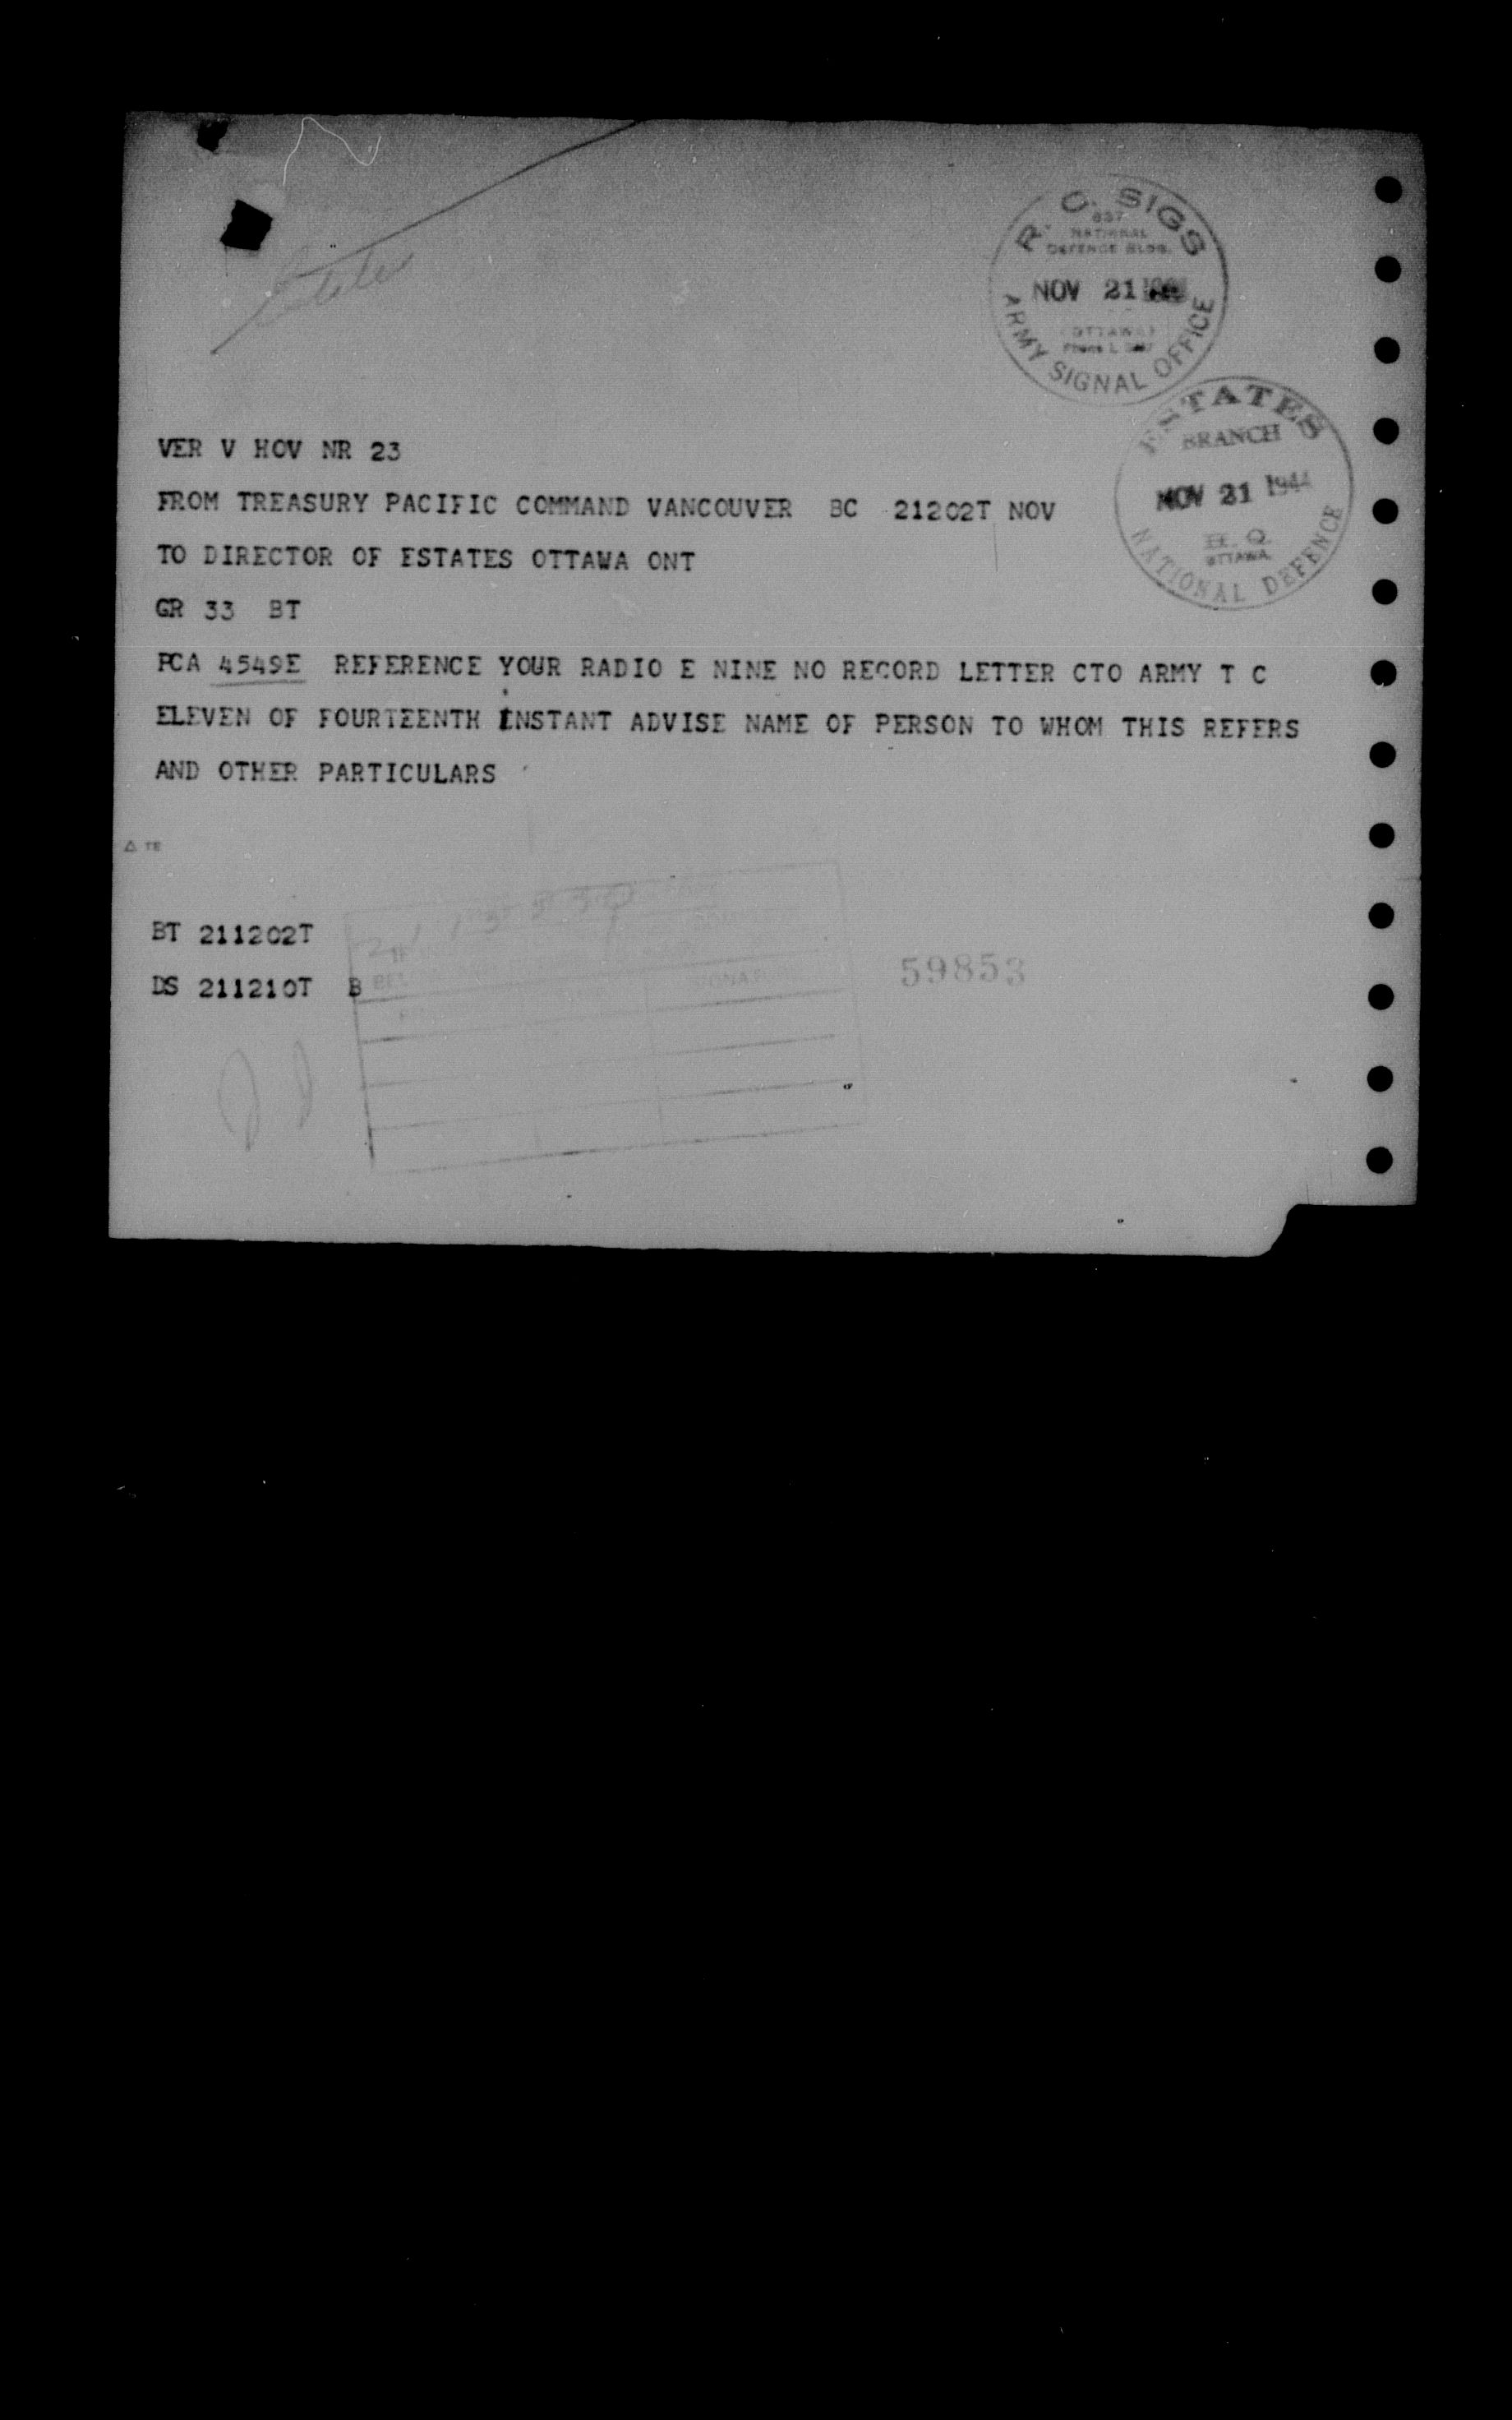 Estates
R. C. SIGS
837
NATIONAL
DEFENCE BLDG.
NOV 21
(OTTAWA)
ARMY SIGNAL OFFICE
ESTATES
BRANCH
NOV 21 1944
H. Q.
OTTAWA
NATIONAL DEFENCE
VER V HOV NR 23
FROM TREASURY PACIFIC COMMAND VANCOUVER BC 21202T NOV
TO DIRECTOR OF ESTATES OTTAWA ONT
GR 33 BT
PCA 4549E REFERENCE YOUR RADIO E NINE NO RECORD LETTER CTO ARMY T C
ELEVEN OF FOURTEENTH INSTANT ADVISE NAME OF PERSON TO WHOM THIS REFERS
AND OTHER PARTICULARS
TE
BT 211202T
DS 211210T B
59853